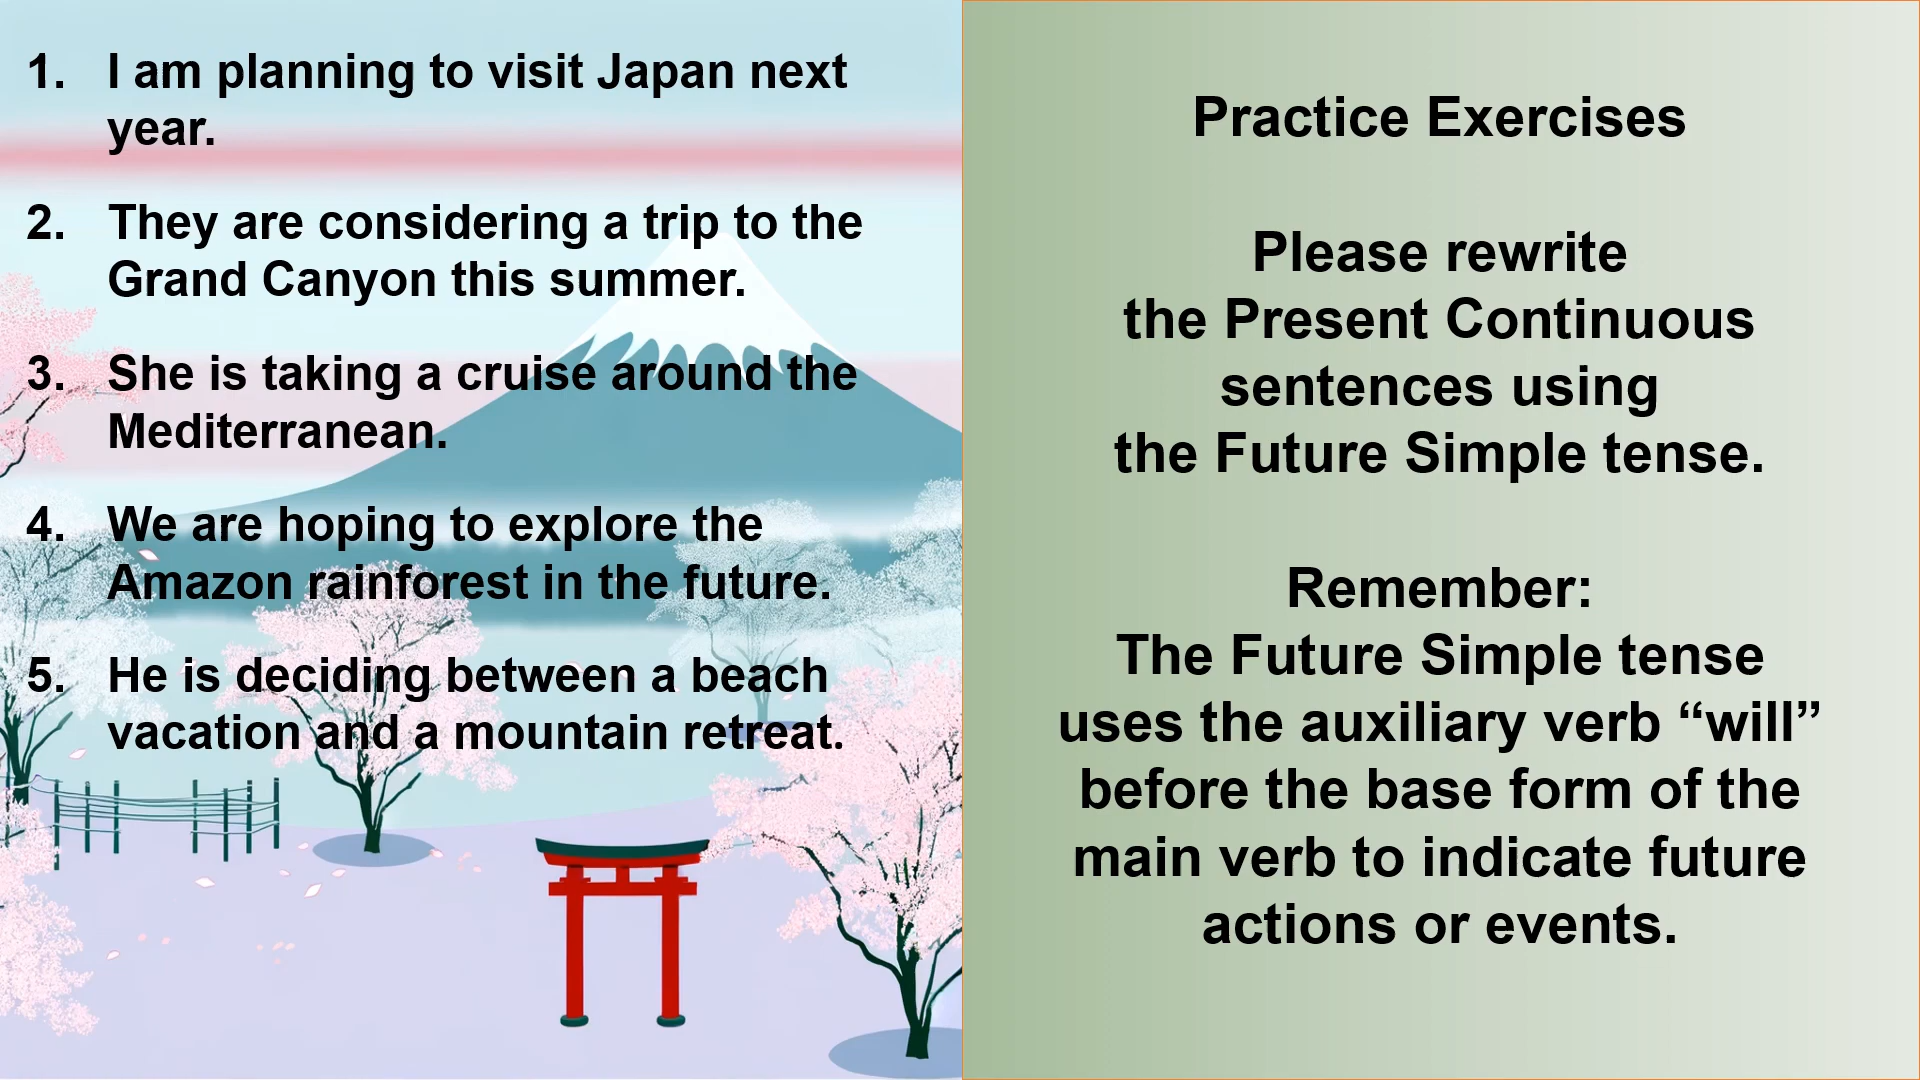 1. I am planning to visit Japan next
year.
2. They are considering a trip to the
Grand Canyon this summer.
3. She is taking a cruise around the
Mediterranean.
4. We are hoping to explore the
Amazon rainforest in the future.
5. He is deciding between a beach
vacation and a mountain retreat.
Practice Exercises
Please rewrite
the Present Continuous
sentences using
the Future Simple tense.
Remember:
The Future Simple tense
uses the auxiliary verb “will”
before the base form of the
main verb to indicate future
actions or events.